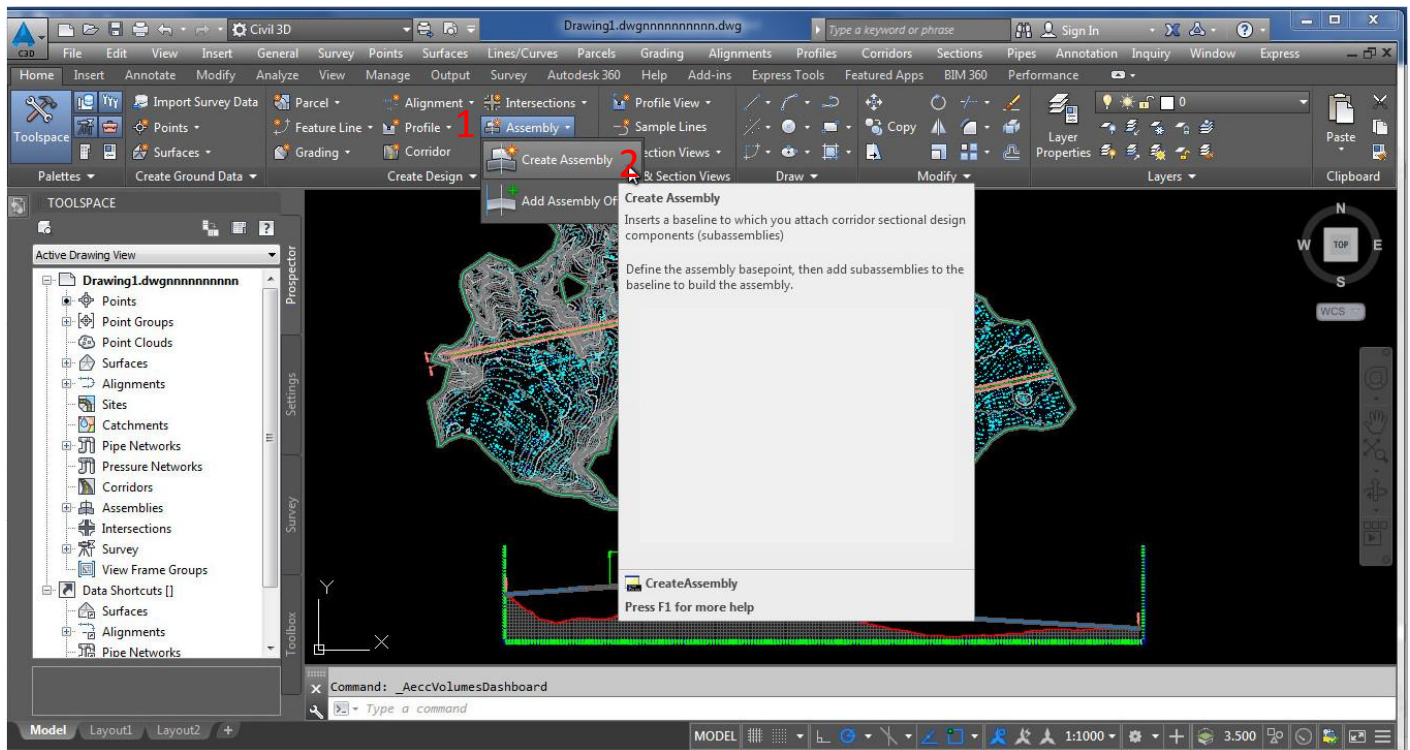 Civil 3D
Drawing1.dwgnnnnnnnnnn.dwg
Type a keyword or phrase
Sign In
C3D
File Edit View Insert General Survey Points Surfaces Lines/Curves Parcels Grading Alignments Profiles Corridors Sections Pipes Annotation Inquiry Window Express
Home Insert Annotate Modify Analyze View Manage Output Survey Autodesk 360 Help Add-ins Express Tools Featured Apps BIM 360 Performance
Import Survey Data Parcel Alignment Intersections Profile View 0
Toolspace Points Feature Line Profile 1 Assembly Sample Lines Copy Layer Properties Paste
Surfaces Grading Corridor Create Assembly 2 ection Views
Palettes Create Ground Data Create Design & Section Views Draw Modify Layers Clipboard
Add Assembly Of
Create Assembly
Inserts a baseline to which you attach corridor sectional design
components (subassemblies)
Define the assembly basepoint, then add subassemblies to the
baseline to build the assembly.
CreateAssembly
Press F1 for more help
TOOLSPACE
Active Drawing View
Drawing1.dwgnnnnnnnnnn
Points
Point Groups
Point Clouds
Surfaces
Alignments
Sites
Catchments
Pipe Networks
Pressure Networks
Corridors
Assemblies
Intersections
Survey
View Frame Groups
Data Shortcuts []
Surfaces
Alignments
Pipe Networks
Prospector
Settings
Survey
Toolbox
N
W TOP E
S
WCS
Y
X
Command: _AeccVolumesDashboard
Type a command
Model Layout1 Layout2 +
MODEL 1:1000 3.500